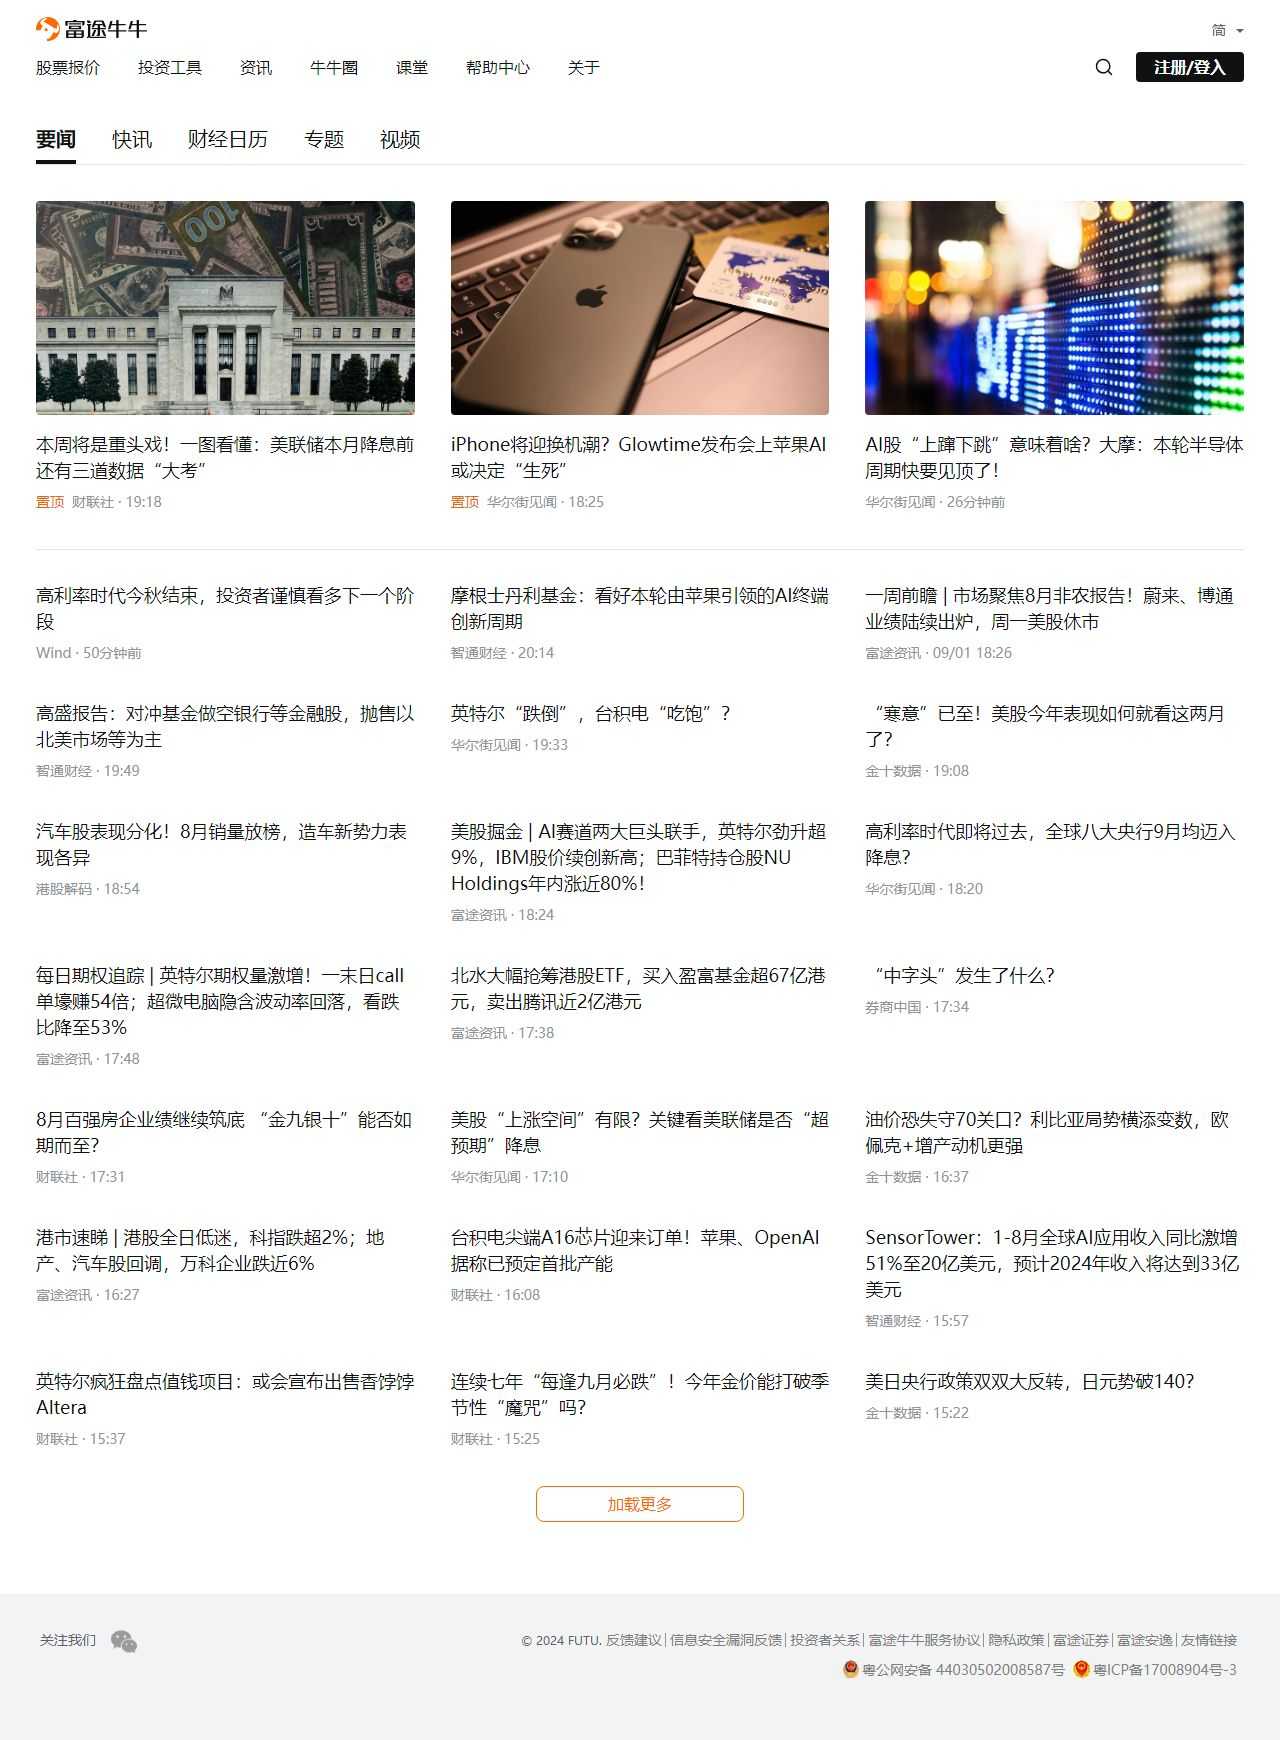 富途牛牛
简
股票报价 投资工具 资讯 牛牛圈 课堂 帮助中心 关于
注册/登入
要闻 快讯 财经日历 专题 视频
本周将是重头戏！一图看懂：美联储本月降息前
还有三道数据“大考”
置顶 财联社 · 19:18
iPhone将迎换机潮？Glowtime发布会上苹果AI
或决定“生死”
置顶 华尔街见闻 · 18:25
AI股“上蹿下跳”意味着啥？大摩：本轮半导体
周期快要见顶了！
华尔街见闻 · 26分钟前
高利率时代今秋结束，投资者谨慎看多下一个阶
段
Wind · 50分钟前
摩根士丹利基金：看好本轮由苹果引领的AI终端
创新周期
智通财经 · 20:14
一周前瞻 | 市场聚焦8月非农报告！蔚来、博通
业绩陆续出炉，周一美股休市
富途资讯 · 09/01 18:26
高盛报告：对冲基金做空银行等金融股，抛售以
北美市场等为主
智通财经 · 19:49
英特尔“跌倒”，台积电“吃饱”？
华尔街见闻 · 19:33
“寒意”已至！美股今年表现如何就看这两月
了？
金十数据 · 19:08
汽车股表现分化！8月销量放榜，造车新势力表
现各异
港股解码 · 18:54
美股掘金 | AI赛道两大巨头联手，英特尔劲升超
9%，IBM股价续创新高；巴菲特持仓股NU
Holdings年内涨近80%！
富途资讯 · 18:24
高利率时代即将过去，全球八大央行9月均迈入
降息？
华尔街见闻 · 18:20
每日期权追踪 | 英特尔期权量激增！一末日call
单壕赚54倍；超微电脑隐含波动率回落，看跌
比降至53%
富途资讯 · 17:48
北水大幅抢筹港股ETF，买入盈富基金超67亿港
元，卖出腾讯近2亿港元
富途资讯 · 17:38
“中字头”发生了什么？
券商中国 · 17:34
8月百强房企业绩继续筑底 “金九银十”能否如
期而至？
财联社 · 17:31
美股“上涨空间”有限？关键看美联储是否“超
预期”降息
华尔街见闻 · 17:10
油价恐失守70关口？利比亚局势横添变数，欧
佩克+增产动机更强
金十数据 · 16:37
港市速睇 | 港股全日低迷，科指跌超2%；地
产、汽车股回调，万科企业跌近6%
富途资讯 · 16:27
台积电尖端A16芯片迎来订单！苹果、OpenAI
据称已预定首批产能
财联社 · 16:08
SensorTower：1-8月全球AI应用收入同比激增
51%至20亿美元，预计2024年收入将达到33亿
美元
智通财经 · 15:57
英特尔疯狂盘点值钱项目：或会宣布出售香饽饽
Altera
财联社 · 15:37
连续七年“每逢九月必跌”！今年金价能打破季
节性“魔咒”吗？
财联社 · 15:25
美日央行政策双双大反转，日元势破140？
金十数据 · 15:22
加载更多
关注我们
© 2024 FUTU. 反馈建议 | 信息安全漏洞反馈 | 投资者关系 | 富途牛牛服务协议 | 隐私政策 | 富途证券 | 富途安逸 | 友情链接
粤公网安备 44030502008587号 粤ICP备17008904号-3